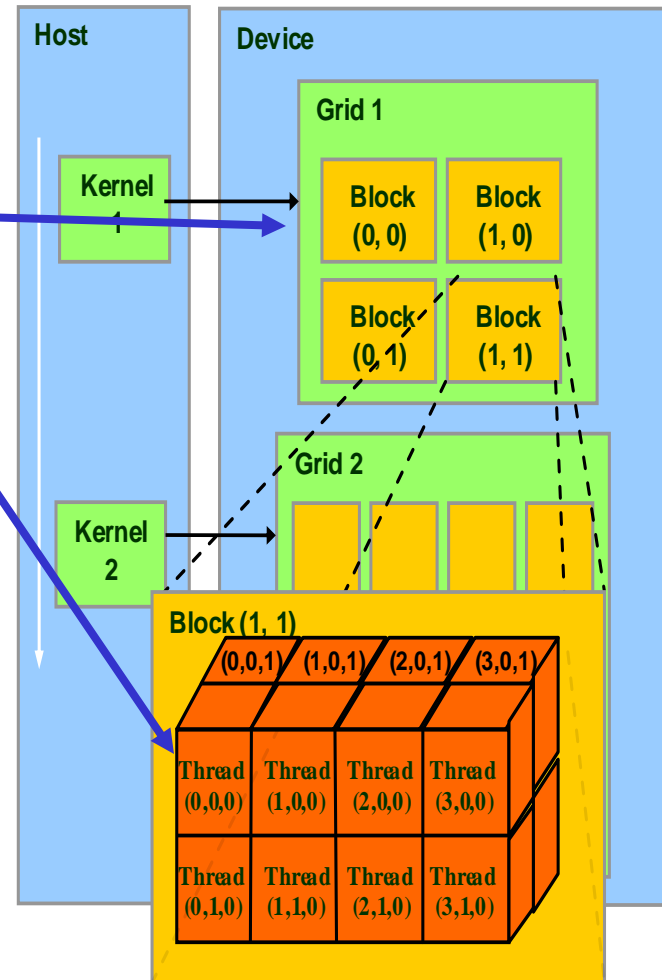 Host
Device
Grid 1
Kernel
1
Block
(0, 0)
Block
(1, 0)
Block
(0, 1)
Block
(1, 1)
Grid 2
Kernel
2
Block (1, 1)
(0,0,1) (1,0,1) (2,0,1) (3,0,1)
Thread
(0,0,0)
Thread
(1,0,0)
Thread
(2,0,0)
Thread
(3,0,0)
Thread
(0,1,0)
Thread
(1,1,0)
Thread
(2,1,0)
Thread
(3,1,0)